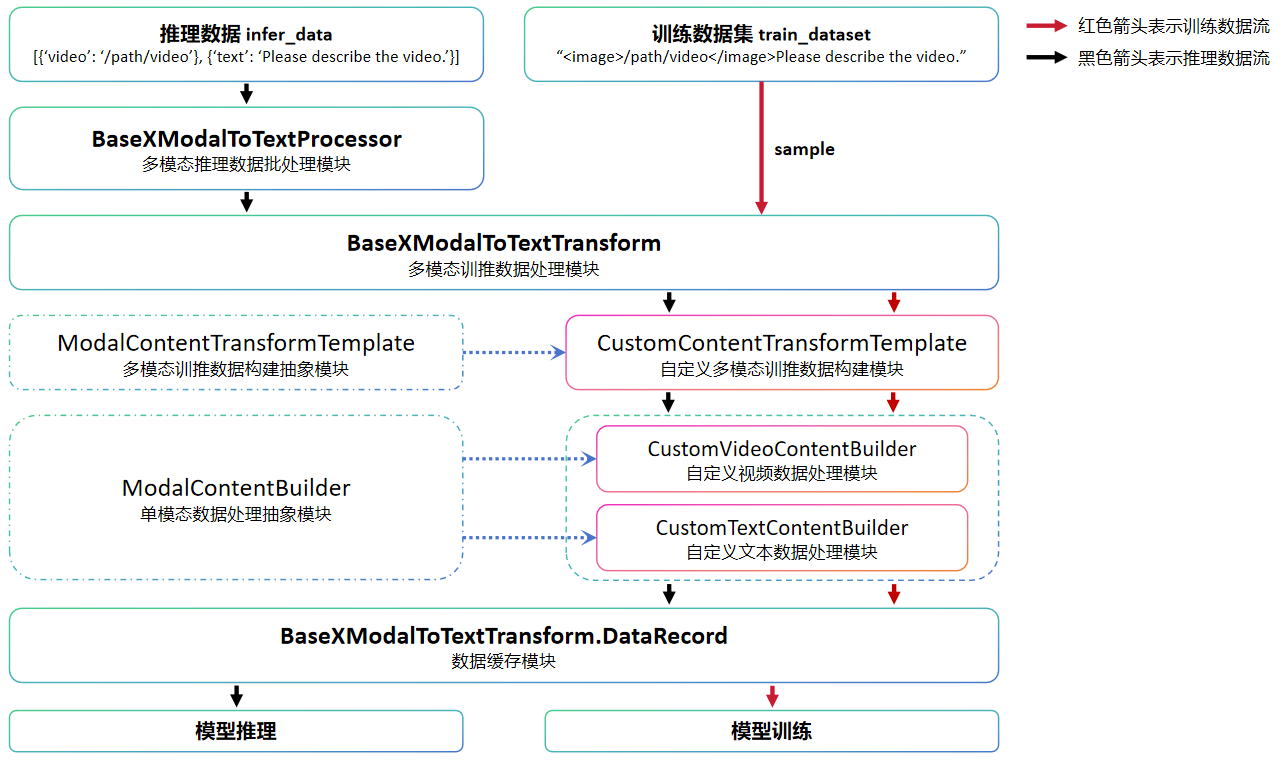 推理数据 infer_data
[{‘video’: ‘/path/video’}, {‘text’: ‘Please describe the video.’}]
训练数据集 train_dataset
“<image>/path/video</image>Please describe the video.”
红色箭头表示训练数据流
黑色箭头表示推理数据流
BaseXModalToTextProcessor
多模态推理数据批处理模块
sample
BaseXModalToTextTransform
多模态训推数据处理模块
ModalContentTransformTemplate
多模态训推数据构建抽象模块
CustomContentTransformTemplate
自定义多模态训推数据构建模块
ModalContentBuilder
单模态数据处理抽象模块
CustomVideoContentBuilder
自定义视频数据处理模块
CustomTextContentBuilder
自定义文本数据处理模块
BaseXModalToTextTransform.DataRecord
数据缓存模块
模型推理
模型训练